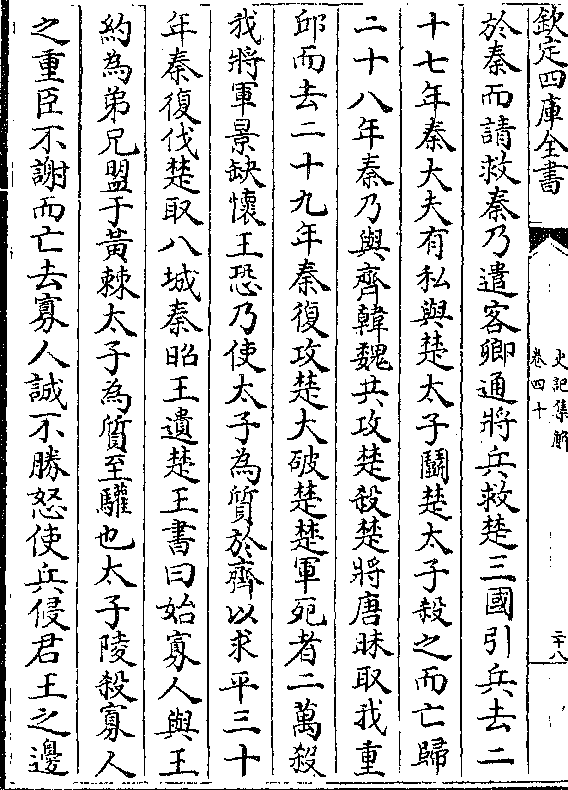 欽定四庫全書
史記集解
卷四十
二十八
於秦而請救秦乃遣客卿通將兵救楚三國引兵去二
十七年秦大夫有私與楚太子鬭楚太子殺之而亡歸
二十八年秦乃與齊韓魏共攻楚殺楚將唐昧取我重
邱而去二十九年秦復攻楚大破楚楚軍死者二萬殺
我將軍景缺懷王恐乃使太子為質於齊以求平三十
年秦復伐楚取八城秦昭王遺楚王書曰始寡人與王
約為弟兄盟于黃棘太子為質至驩也太子陵殺寡人
之重臣不謝而亡去寡人誠不勝怒使兵侵君王之邊